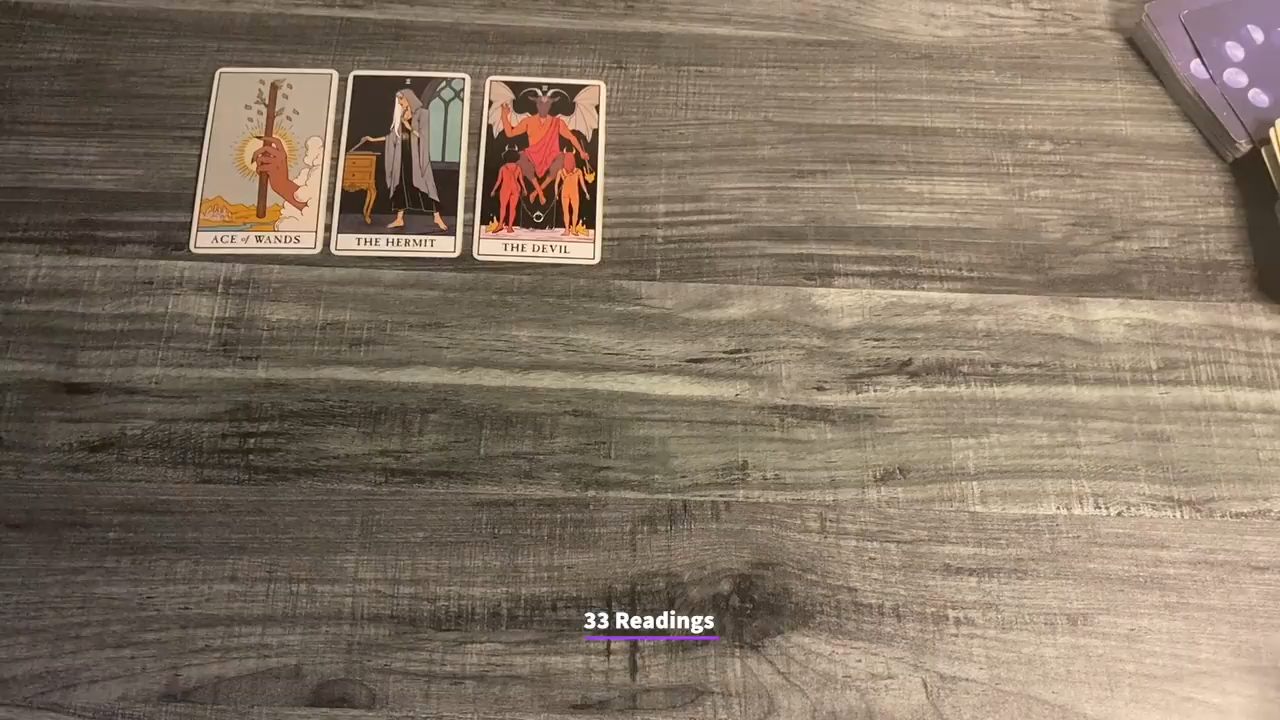 ACE of WANDS
THE HERMIT
THE DEVIL
33 Readings